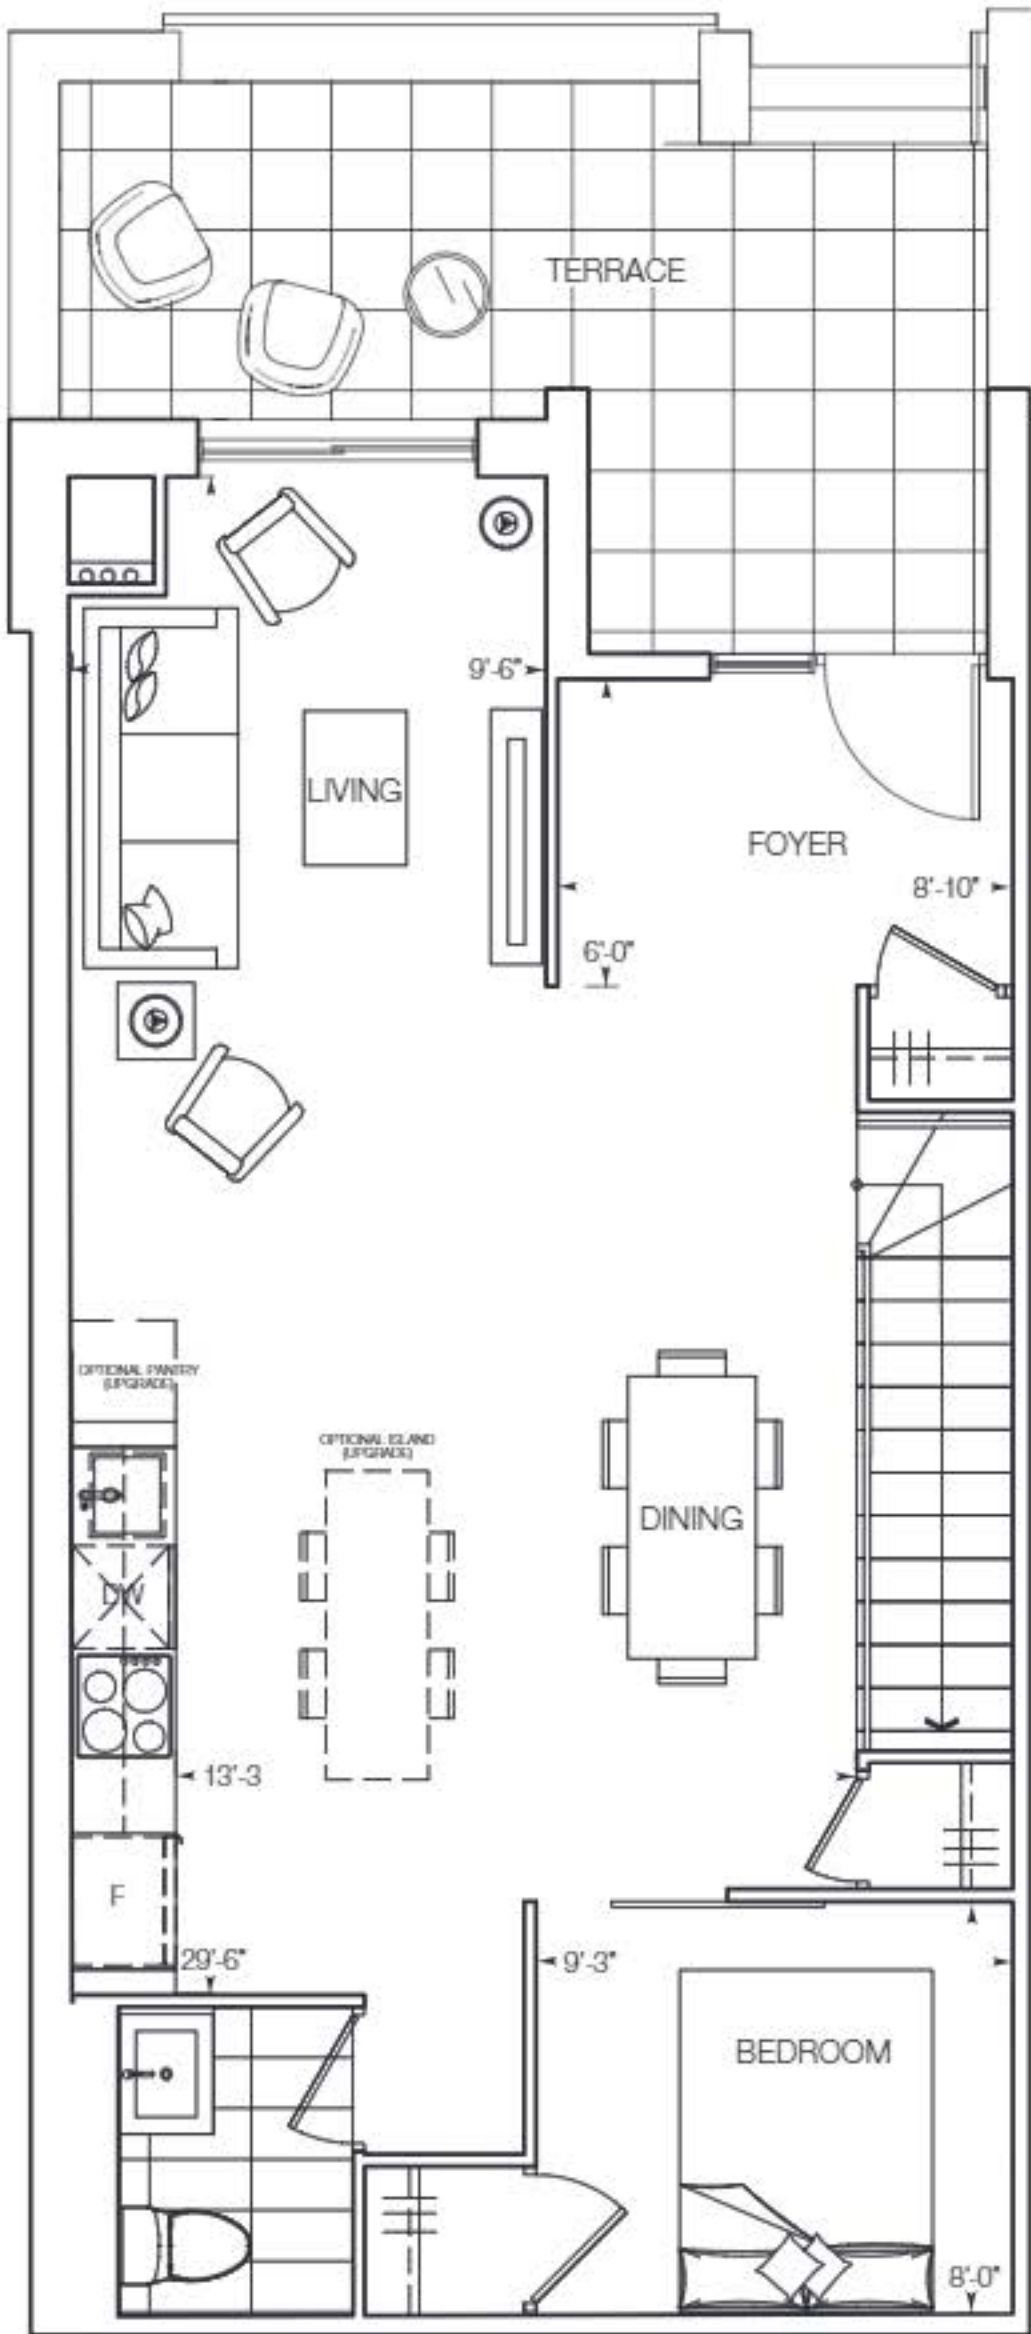 TERRACE
9'-6"
LIVING
FOYER
8'-10"
6'-0"
OPTIONAL PANTRY
(UPGRADE)
OPTIONAL ISLAND
(UPGRADE)
DINING
DW
13'-3
F
29'-6"
9'-3"
BEDROOM
8'-0"